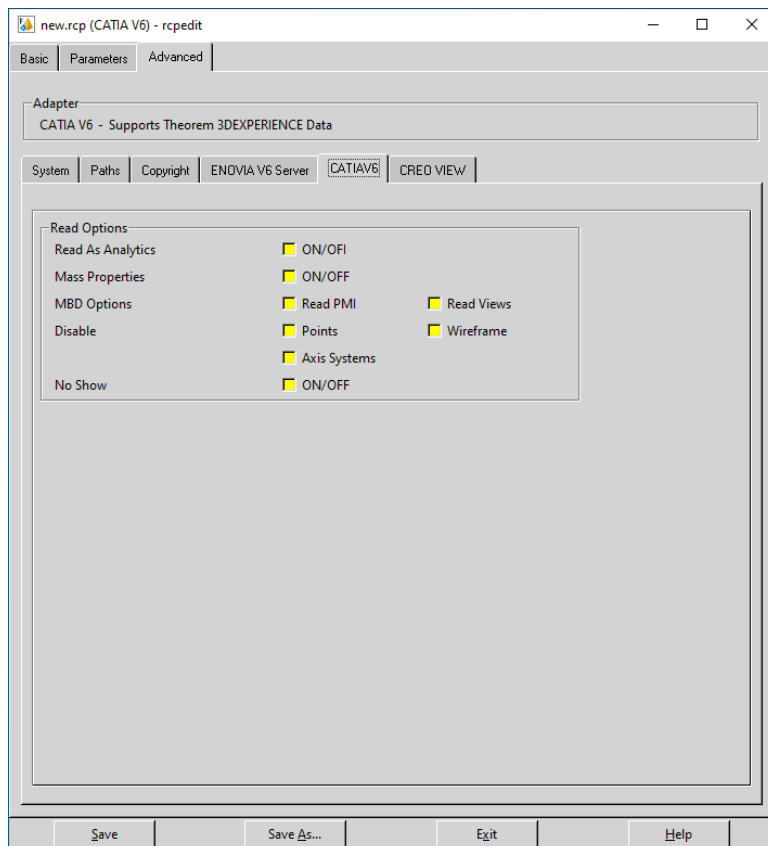 new.rcp (CATIA V6) - rcpedit
Basic Parameters Advanced
Adapter
CATIA V6 - Supports Theorem 3DEXPERIENCE Data
System Paths Copyright ENOVIA V6 Server CATIAV6 CREO VIEW
Read Options
Read As Analytics ON/OFI
Mass Properties ON/OFF
MBD Options Read PMI Read Views
Disable Points Wireframe
Axis Systems
No Show ON/OFF
Save Save As... Exit Help